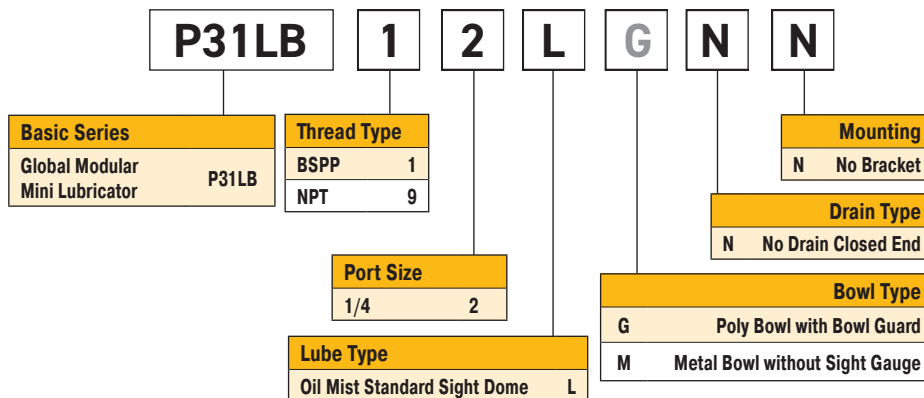 P31LB 1 2 L G N N
Basic Series
Global Modular
Mini Lubricator P31LB
Thread Type
BSPP 1
NPT 9
Port Size
1/4 2
Lube Type
Oil Mist Standard Sight Dome L
Mounting
N No Bracket
Drain Type
N No Drain Closed End
Bowl Type
G Poly Bowl with Bowl Guard
M Metal Bowl without Sight Gauge